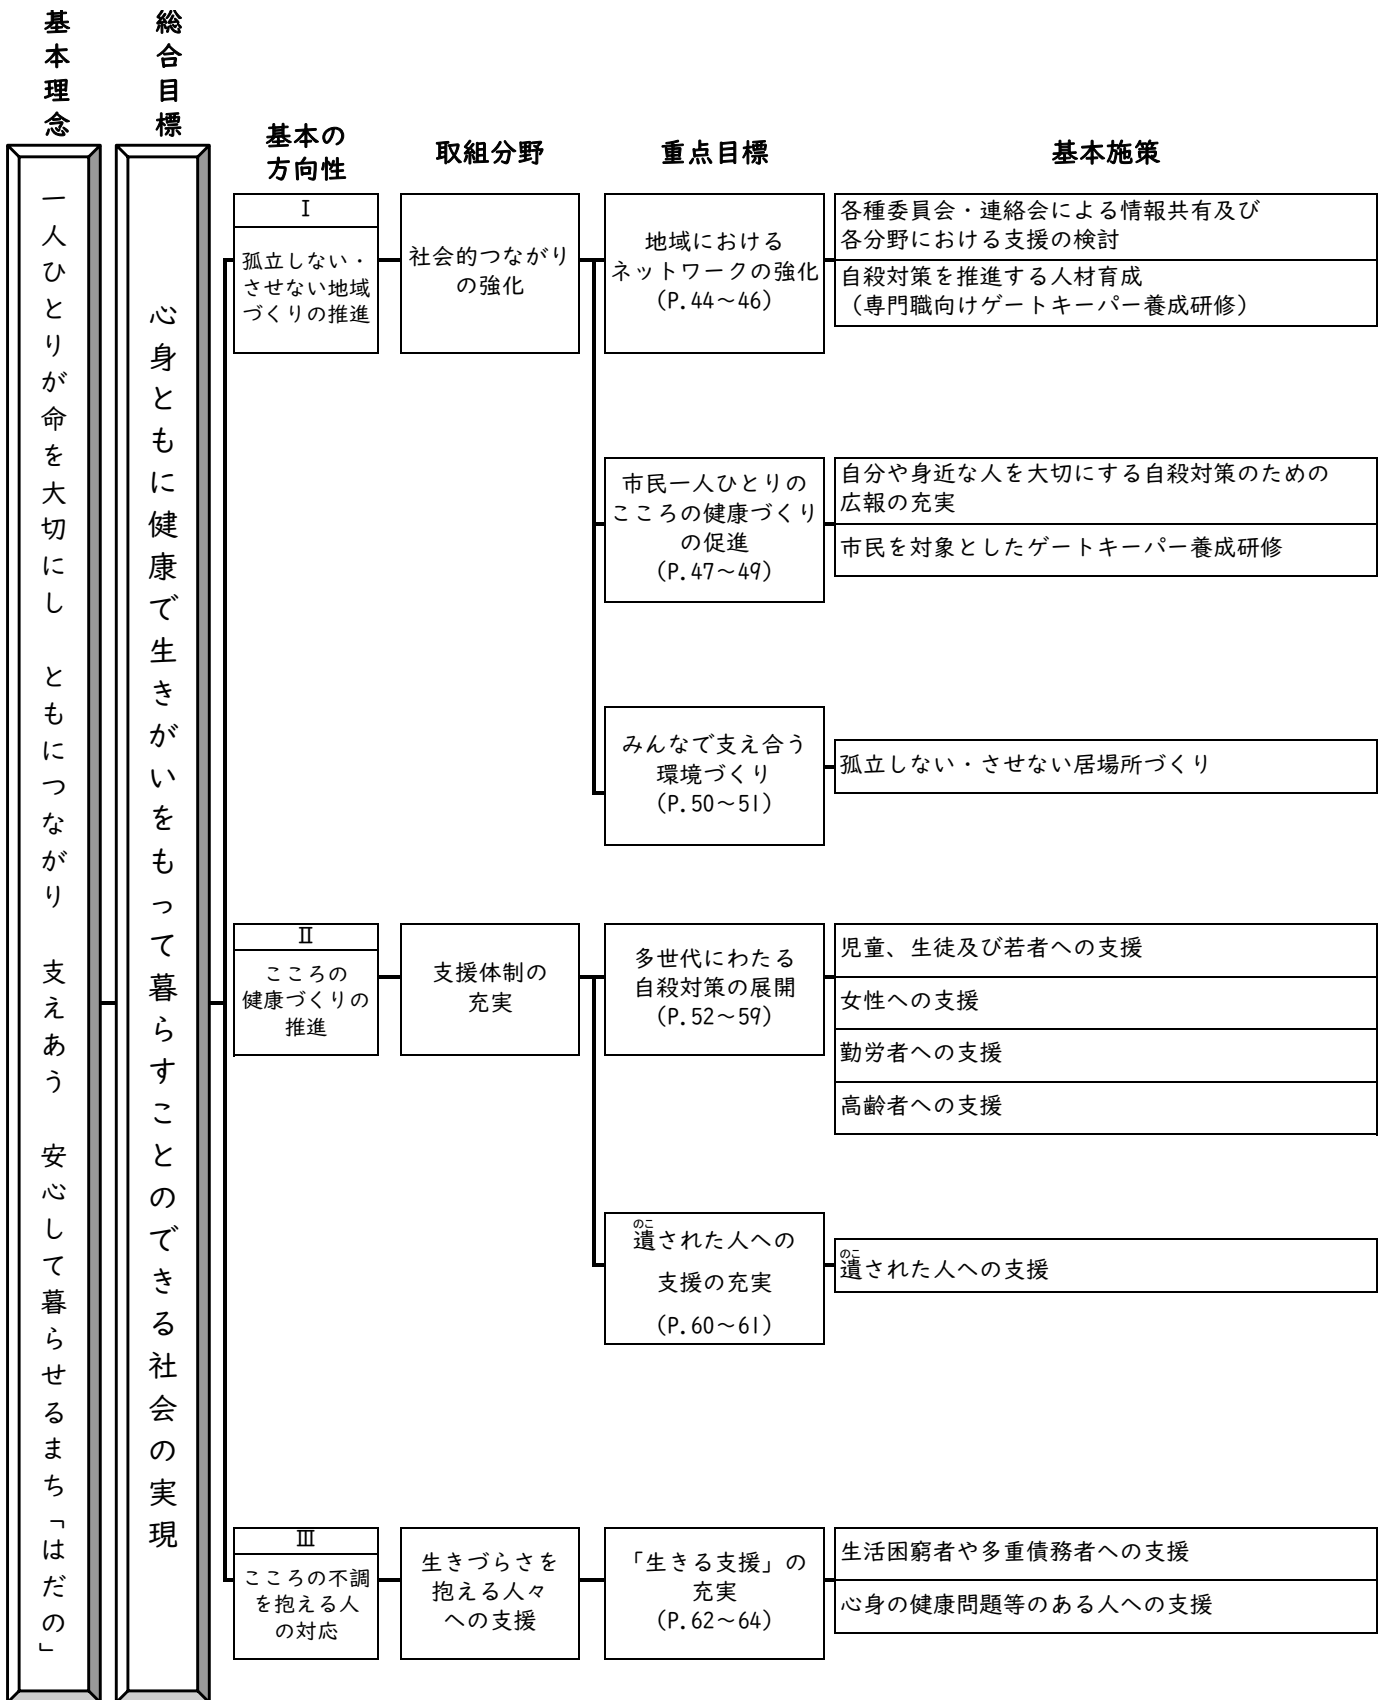 基本理念
総合目標
基本の
方向性
取組分野
重点目標
基本施策
一人ひとりが命を大切にし ともにつながり 支えあう 安心して暮らせるまち「はだの」
心身ともに健康で生きがいをもって暮らすことのできる社会の実現
Ⅰ
孤立しない・
させない地域
づくりの推進
社会的つながり
の強化
地域における
ネットワークの強化
(P.44～46)
各種委員会・連絡会による情報共有及び
各分野における支援の検討
自殺対策を推進する人材育成
（専門職向けゲートキーパー養成研修）
市民一人ひとりの
こころの健康づくり
の促進
(P.47～49)
自分や身近な人を大切にする自殺対策のための
広報の充実
市民を対象としたゲートキーパー養成研修
みんなで支え合う
環境づくり
(P.50～51)
孤立しない・させない居場所づくり
Ⅱ
こころの
健康づくりの
推進
支援体制の
充実
多世代にわたる
自殺対策の展開
(P.52～59)
児童、生徒及び若者への支援
女性への支援
勤労者への支援
高齢者への支援
のこ
遺された人への
支援の充実
(P.60～61)
のこ
遺された人への支援
Ⅲ
こころの不調
を抱える人
の対応
生きづらさを
抱える人々
への支援
「生きる支援」の
充実
(P.62～64)
生活困窮者や多重債務者への支援
心身の健康問題等のある人への支援